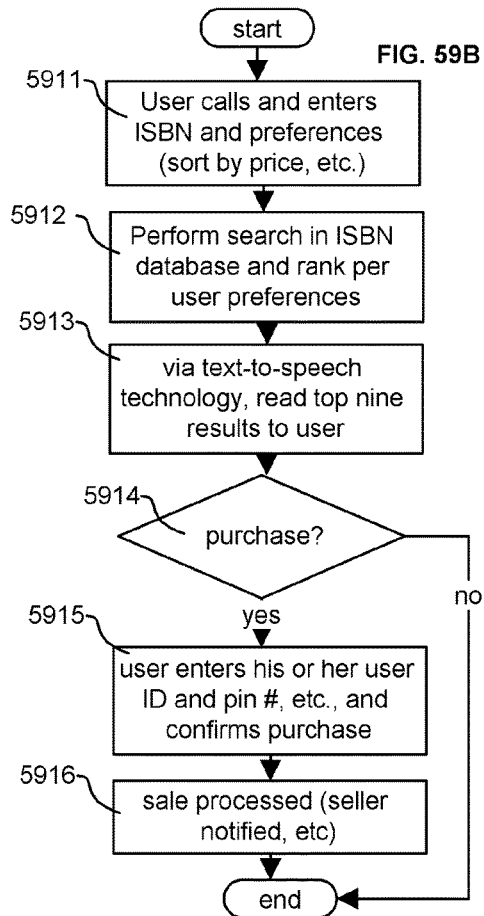 start
FIG. 59B
5911
User calls and enters
ISBN and preferences
(sort by price, etc.)
5912
Perform search in ISBN
database and rank per
user preferences
5913
via text-to-speech
technology, read top nine
results to user
5914
purchase?
no
yes
5915
user enters his or her user
ID and pin #, etc., and
confirms purchase
5916
sale processed (seller
notified, etc)
end